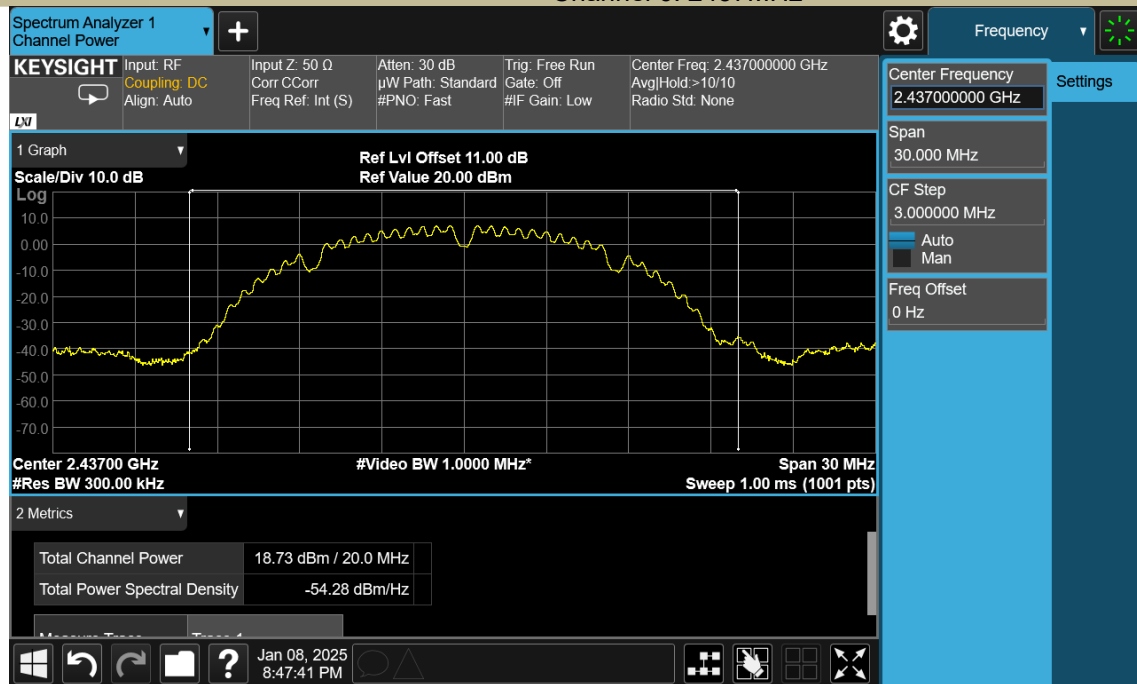 Spectrum Analyzer 1
Channel Power
+
Frequency
KEYSIGHT
LXI
Input: RF
Coupling: DC
Align: Auto
Input Z: 50 Ω
Corr CCorr
Freq Ref: Int (S)
Atten: 30 dB
µW Path: Standard
#PNO: Fast
Trig: Free Run
Gate: Off
#IF Gain: Low
Center Freq: 2.437000000 GHz
Avg|Hold:>10/10
Radio Std: None
1 Graph
Scale/Div 10.0 dB
Ref Lvl Offset 11.00 dB
Ref Value 20.00 dBm
Log
10.0
0.00
-10.0
-20.0
-30.0
-40.0
-50.0
-60.0
-70.0
Center 2.43700 GHz
#Res BW 300.00 kHz
#Video BW 1.0000 MHz*
Span 30 MHz
Sweep 1.00 ms (1001 pts)
2 Metrics
Total Channel Power 18.73 dBm / 20.0 MHz
Total Power Spectral Density -54.28 dBm/Hz
?
Jan 08, 2025
8:47:41 PM
Center Frequency
2.437000000 GHz
Settings
Span
30.000 MHz
CF Step
3.000000 MHz
Auto
Man
Freq Offset
0 Hz